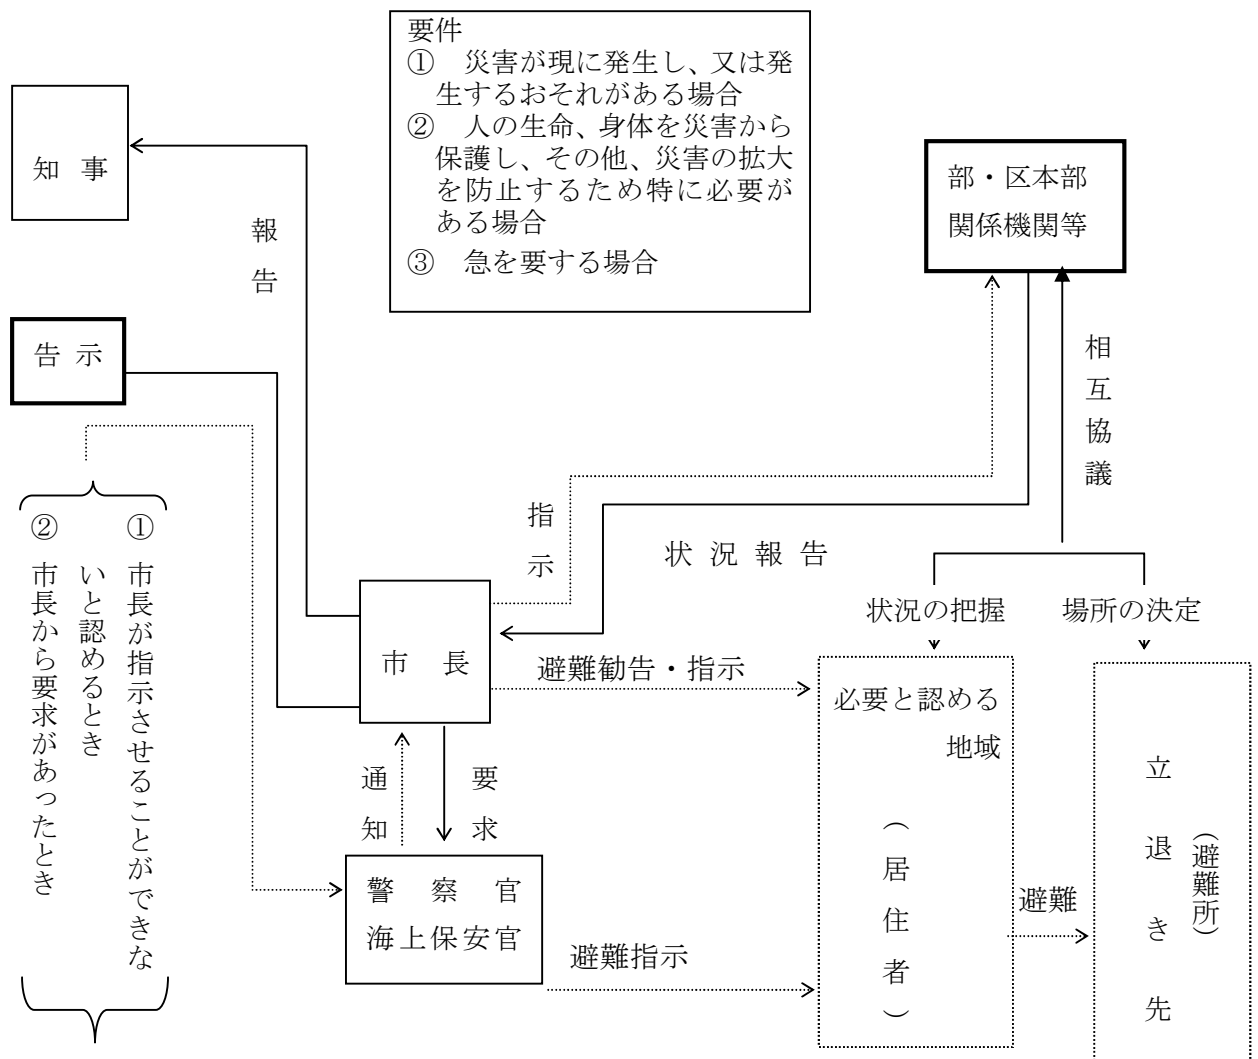 要件
① 災害が現に発生し、又は発
生するおそれがある場合
② 人の生命、身体を災害から
保護し、その他、災害の拡大
を防止するため特に必要が
ある場合
③ 急を要する場合
知事
報告
告示
部・区本部
関係機関等
相互協議
指示
状況報告
状況の把握
場所の決定
① 市長が指示させることができな
いと認めるとき
② 市長から要求があったとき
市長
避難勧告・指示
通知
要求
警察官
海上保安官
避難指示
必要と認める
地域
(居住者)
避難
立退き先
(避難所)